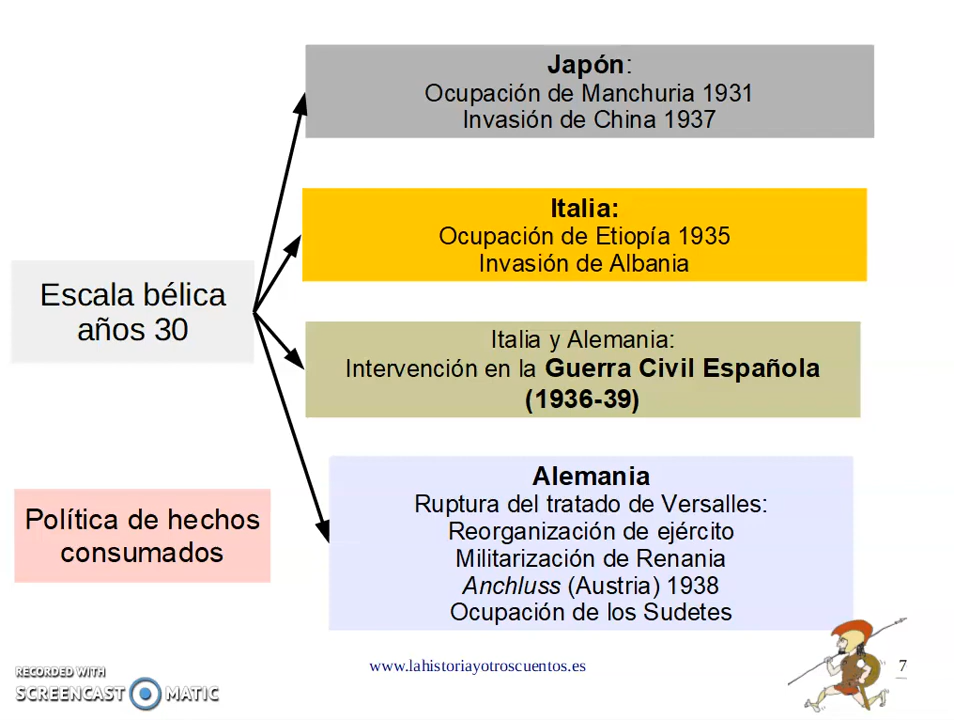 Japón:
Ocupación de Manchuria 1931
Invasión de China 1937
Italia:
Ocupación de Etiopía 1935
Invasión de Albania
Escala bélica
años 30
Italia y Alemania:
Intervención en la Guerra Civil Española
(1936-39)
Alemania
Ruptura del tratado de Versalles:
Reorganización de ejército
Militarización de Renania
Anchluss (Austria) 1938
Ocupación de los Sudetes
Política de hechos
consumados
www.lahistoriayotroscuentos.es
7
RECORDED WITH
SCREENCAST MATIC